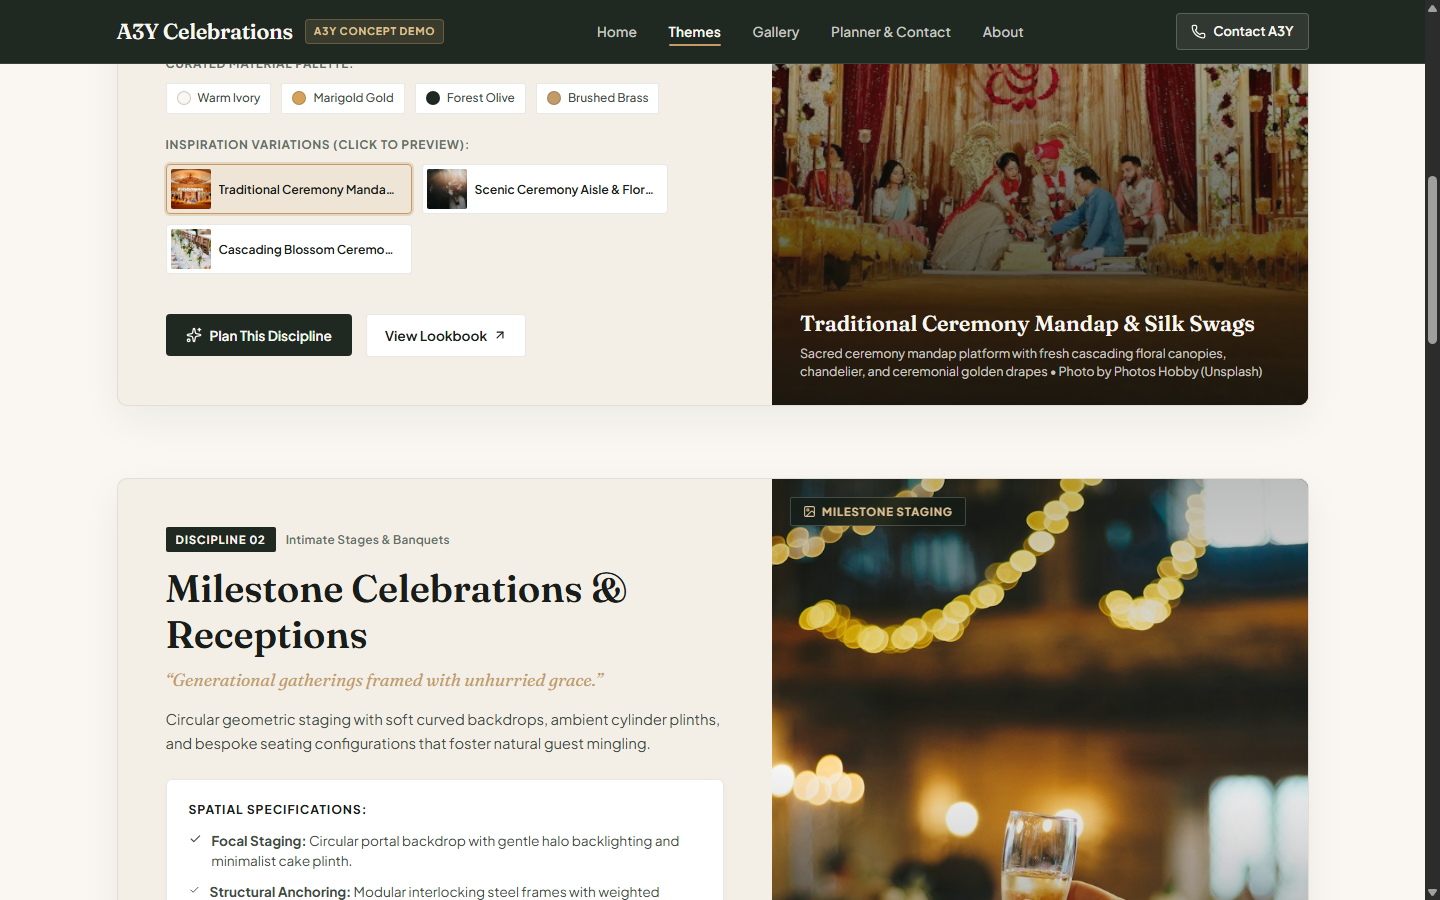 A3Y Celebrations
A3Y CONCEPT DEMO
Home
Themes
Gallery
Planner & Contact
About
Contact A3Y
CURATED MATERIAL PALETTE:
Warm Ivory
Marigold Gold
Forest Olive
Brushed Brass
INSPIRATION VARIATIONS (CLICK TO PREVIEW):
Traditional Ceremony Manda...
Scenic Ceremony Aisle & Flor...
Cascading Blossom Ceremo...
Plan This Discipline
View Lookbook
Traditional Ceremony Mandap & Silk Swags
Sacred ceremony mandap platform with fresh cascading floral canopies,
chandelier, and ceremonial golden drapes • Photo by Photos Hobby (Unsplash)
DISCIPLINE 02
Intimate Stages & Banquets
Milestone Celebrations &
Receptions
“Generational gatherings framed with unhurried grace.”
Circular geometric staging with soft curved backdrops, ambient cylinder plinths,
and bespoke seating configurations that foster natural guest mingling.
SPATIAL SPECIFICATIONS:
Focal Staging: Circular portal backdrop with gentle halo backlighting and
minimalist cake plinth.
Structural Anchoring: Modular interlocking steel frames with weighted
MILESTONE STAGING